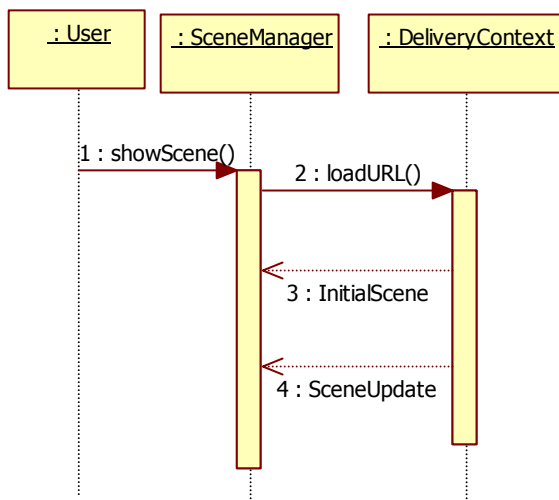 : User
: SceneManager
: DeliveryContext
1 : showScene()
2 : loadURL()
3 : InitialScene
4 : SceneUpdate